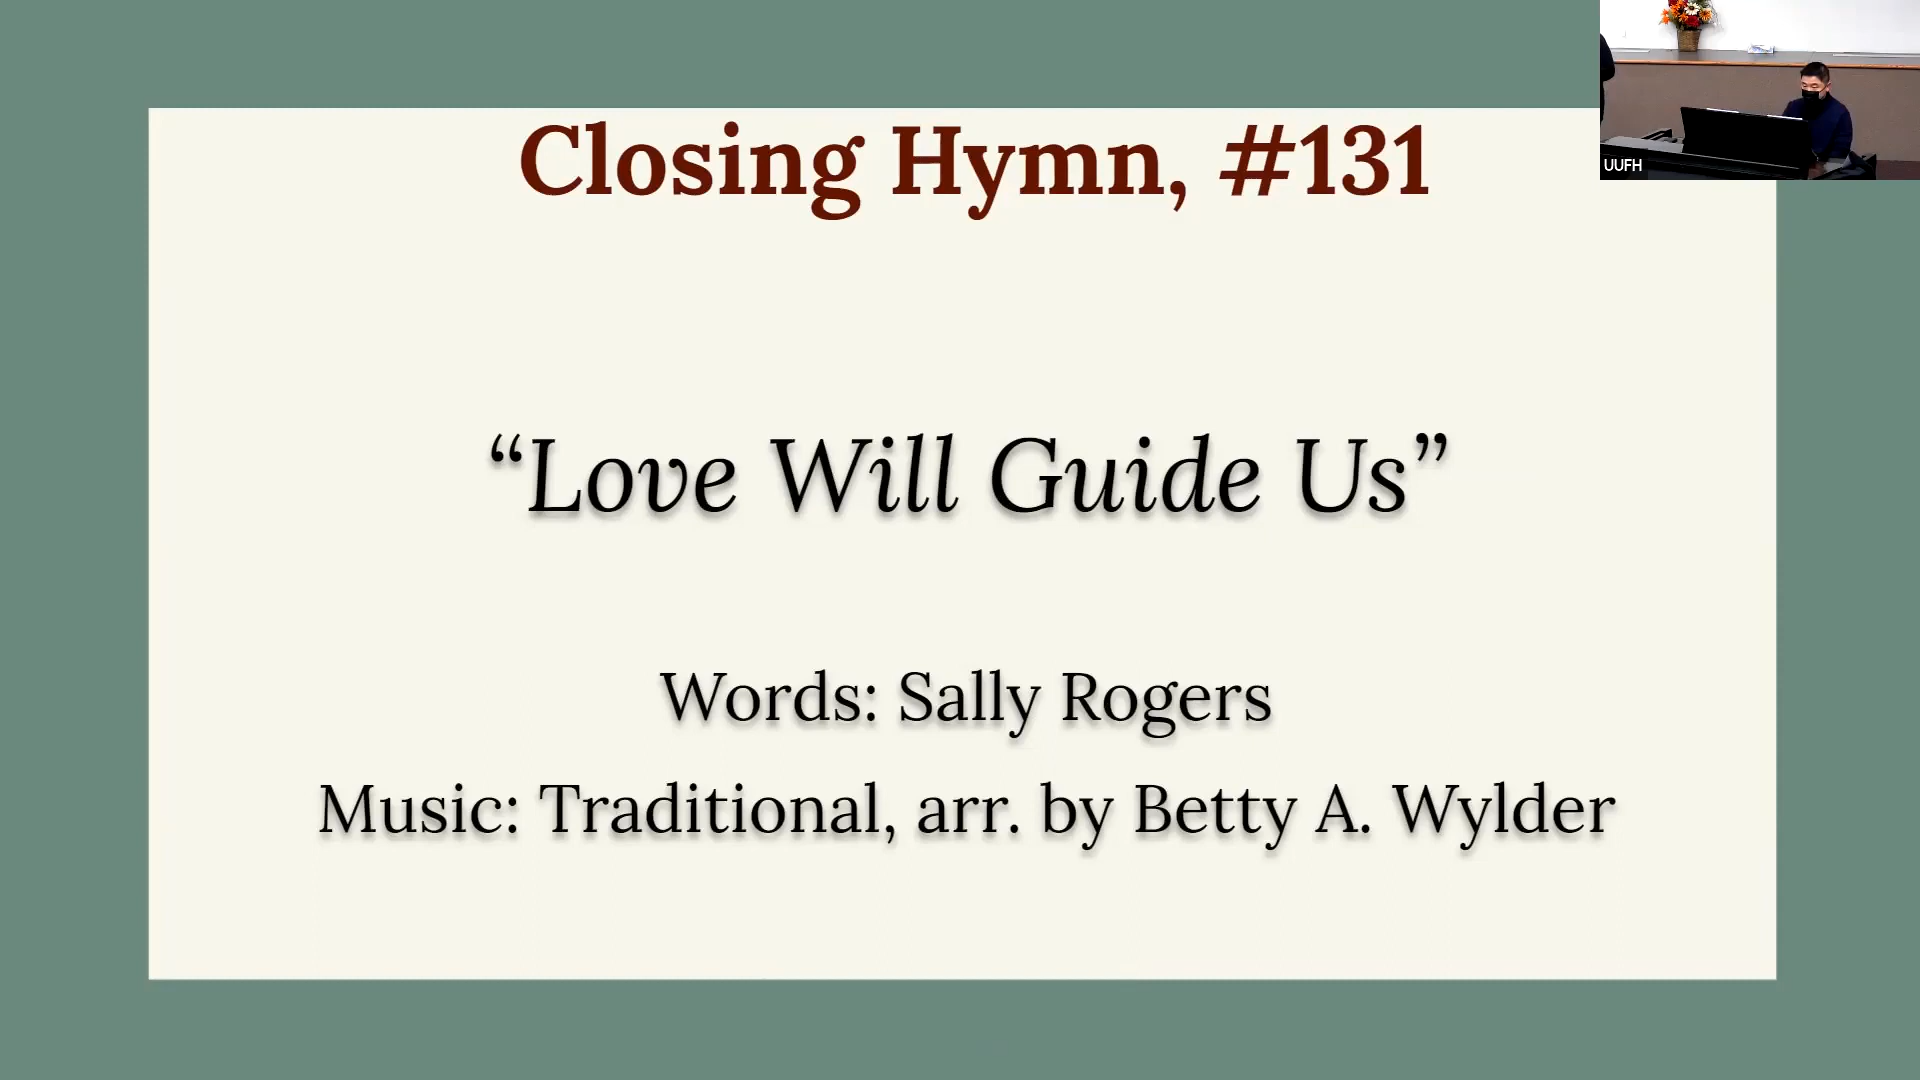 Closing Hymn, #131
“Love Will Guide Us”
Words: Sally Rogers
Music: Traditional, arr. by Betty A. Wylder
UUFH